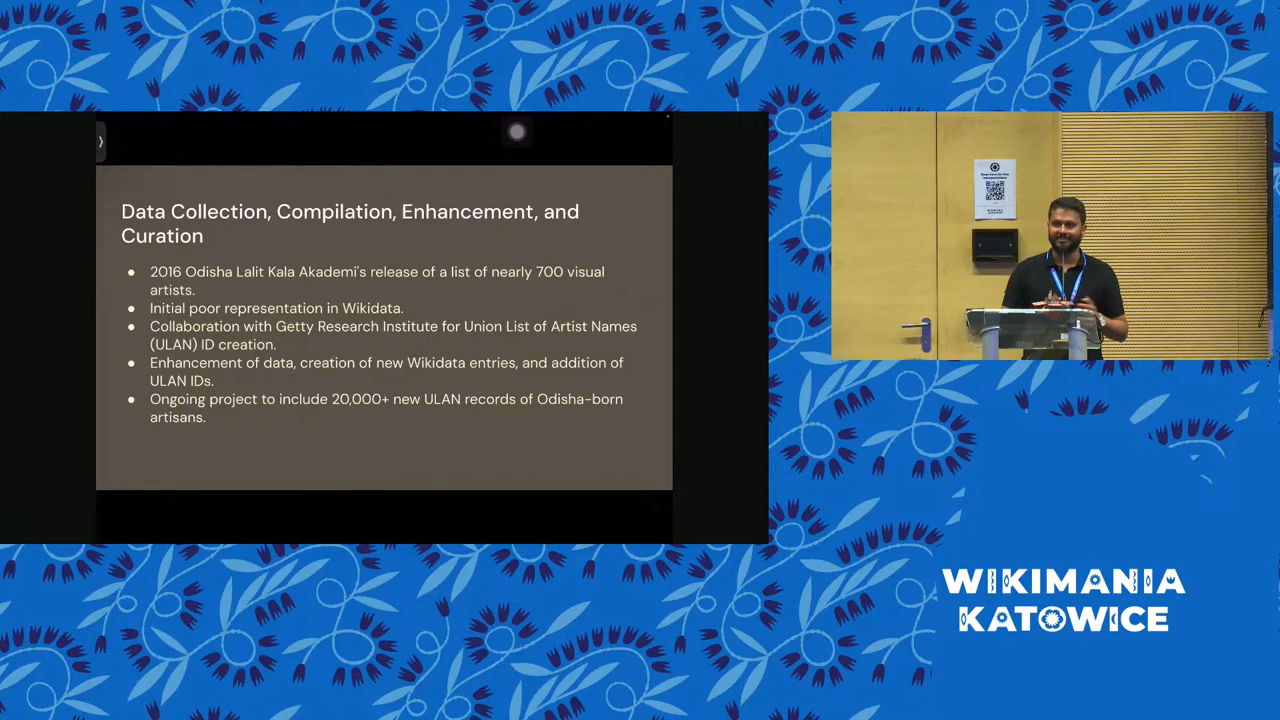 Data Collection, Compilation, Enhancement, and
Curation
● 2016 Odisha Lalit Kala Akademi's release of a list of nearly 700 visual
artists.
● Initial poor representation in Wikidata.
● Collaboration with Getty Research Institute for Union List of Artist Names
(ULAN) ID creation.
● Enhancement of data, creation of new Wikidata entries, and addition of
ULAN IDs.
● Ongoing project to include 20,000+ new ULAN records of Odisha-born
artisans.
WIKIMANIA
KATOWICE